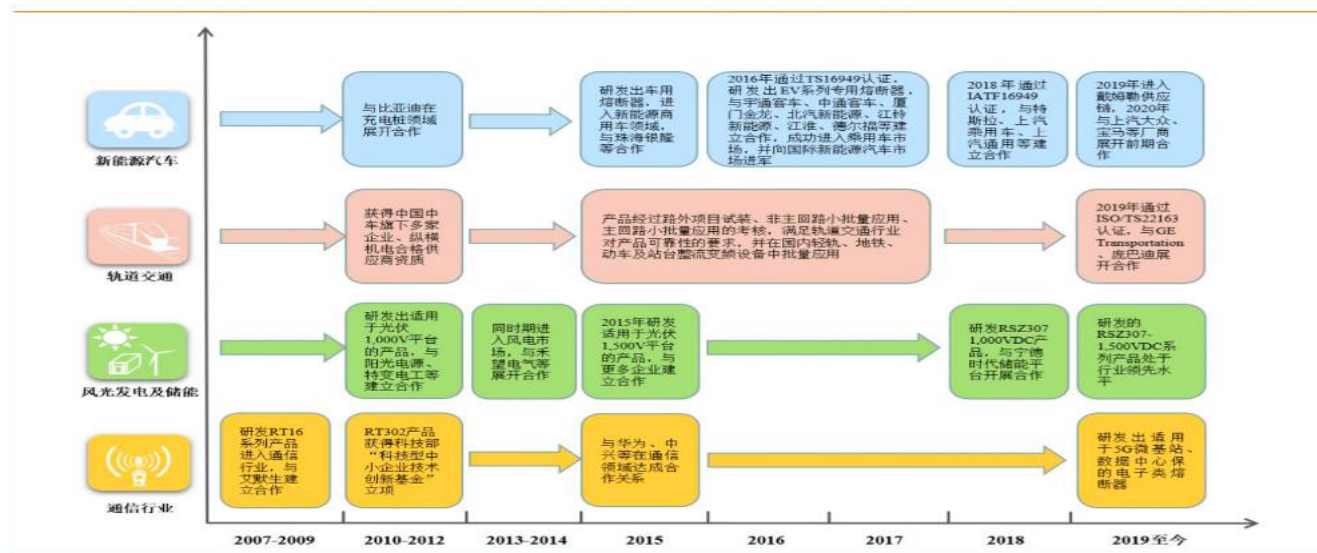 与比亚迪在
充电桩领域
展开合作
研发出车用
熔断器，进
入新能源商
用车领域，
与珠海银隆
等合作
2016年通过TS16949认证，
研发出EV系列专用熔断器，
与宇通客车、中通客车、厦
门金龙、北汽新能源、江铃
新能源、江淮、德尔福等建
立合作，成功进入乘用车市
场，并向国际新能源汽车市
场进军
2018年通过
IATF16949
认证，与特
斯拉、上汽
乘用车、上
汽通用等建
立合作
2019年进入
戴姆勒供应
链，2020年
与上汽大众、
宝马等厂商
展开前期合
作
新能源汽车
获得中国中
车旗下多家
企业、纵横
机电合格供
应商资质
产品经过路外项目试装、非主回路小批量应用、
主回路小批量应用的考核，满足轨道交通行业
对产品可靠性的要求，并在国内轻轨、地铁、
动车及站台整流变频设备中批量应用
2019年通过
ISO/TS22163
认证，与GE
Transportation
、庞巴迪展
开合作
轨道交通
研发出适用
于光伏
1,000V平台
的产品，与
阳光电源、
特变电工等
建立合作
同时期进
入风电市
场，与禾
望电气等
展开合作
2015年研发
适用于光伏
1,500V平台
的产品，与
更多企业建
立合作
研发RSZ307
1,000VDC产
品，与宁德
时代储能平
台开展合作
研发的
RSZ307-
1,500VDC系
列产品处于
行业领先水
平
风光发电及储能
研发RT16
系列产品
进入通信
行业，与
艾默生建
立合作
RT302产品
获得科技部
“科技型中
小企业技术
创新基金”
立项
与华为、中
兴等在通信
领域达成合
作关系
研发出适用
于5G微基站、
数据中心保
的电子类熔
断器
通信行业
2007-2009
2010-2012
2013-2014
2015
2016
2017
2018
2019至今